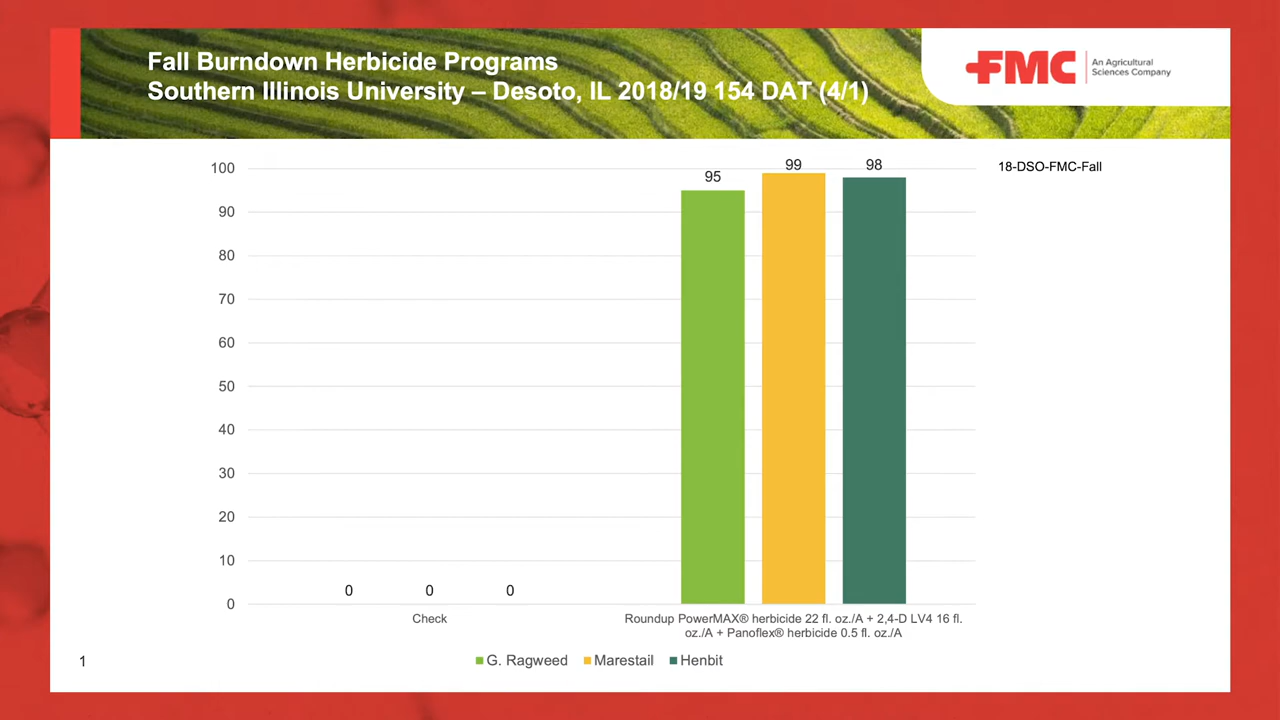 Fall Burndown Herbicide Programs
Southern Illinois University – Desoto, IL 2018/19 154 DAT (4/1)
FMC
An Agricultural
Sciences Company
18-DSO-FMC-Fall
100
90
80
70
60
50
40
30
20
10
0
0 0 0
95 99 98
Check
Roundup PowerMAX® herbicide 22 fl. oz./A + 2,4-D LV4 16 fl.
oz./A + Panoflex® herbicide 0.5 fl. oz./A
G. Ragweed Marestail Henbit
1